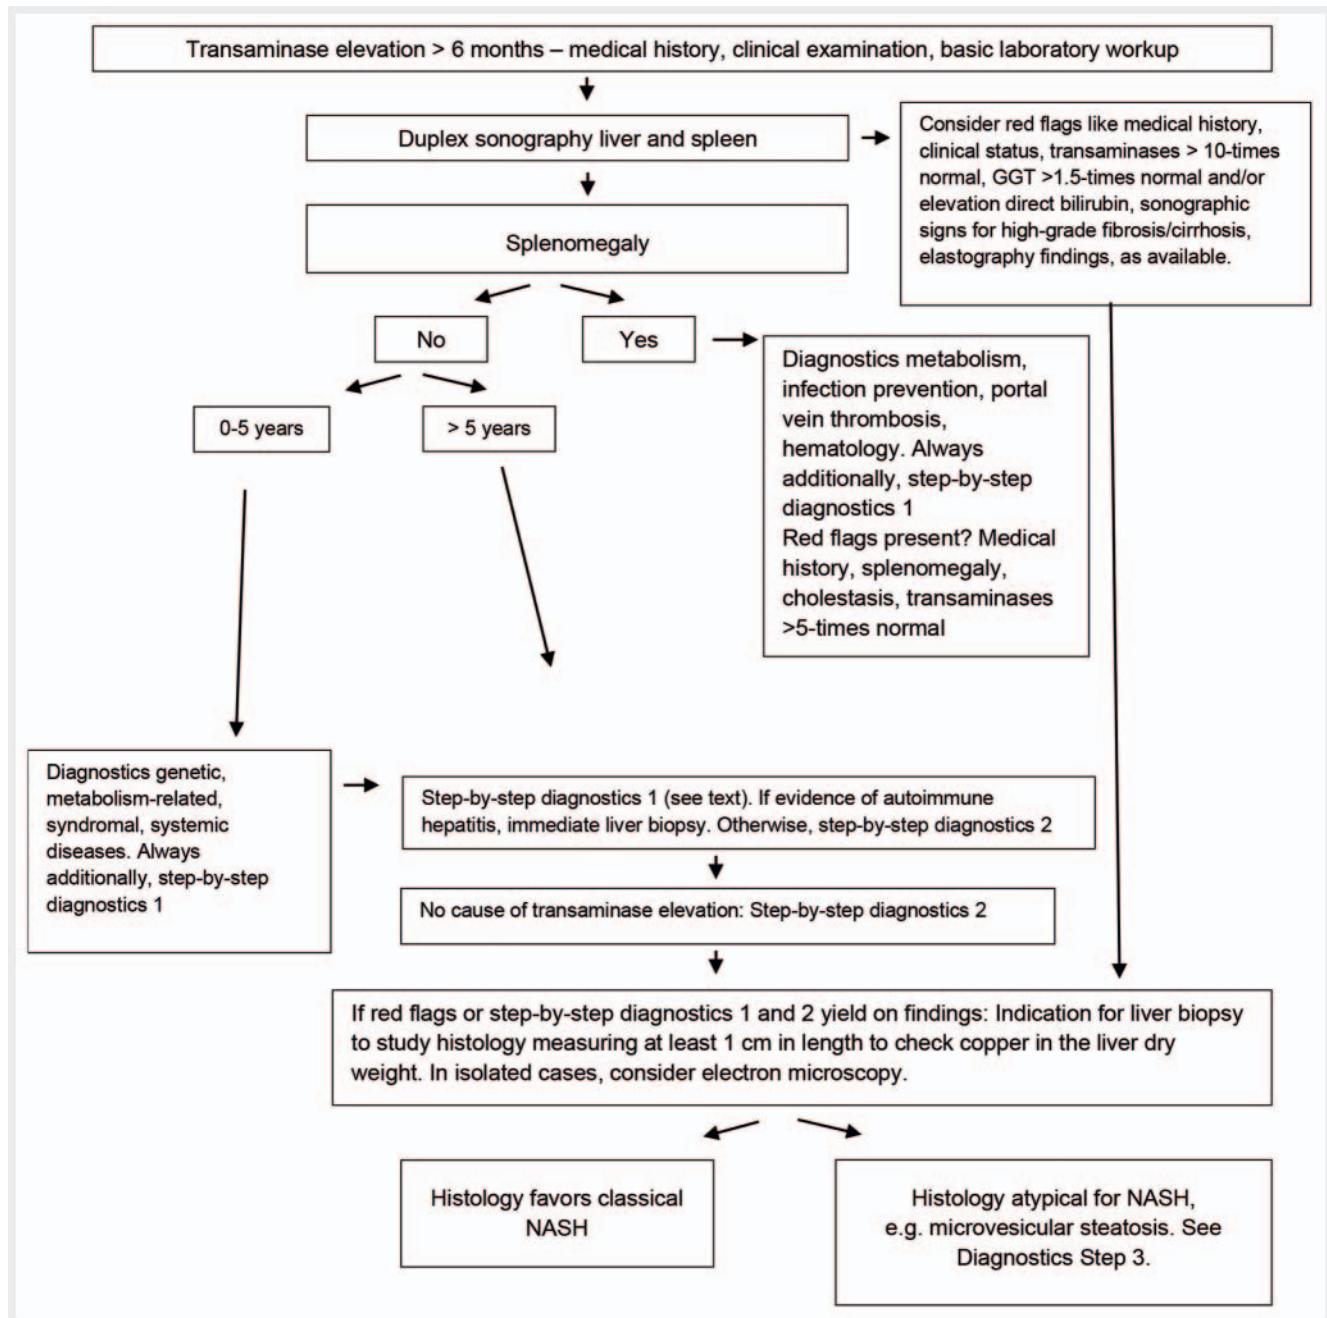 Transaminase elevation > 6 months – medical history, clinical examination, basic laboratory workup
Duplex sonography liver and spleen
Consider red flags like medical history,
clinical status, transaminases > 10-times
normal, GGT >1.5-times normal and/or
elevation direct bilirubin, sonographic
signs for high-grade fibrosis/cirrhosis,
elastography findings, as available.
Splenomegaly
No
Yes
Diagnostics metabolism,
infection prevention, portal
vein thrombosis,
hematology. Always
additionally, step-by-step
diagnostics 1
Red flags present? Medical
history, splenomegaly,
cholestasis, transaminases
>5-times normal
0-5 years
> 5 years
Diagnostics genetic,
metabolism-related,
syndromal, systemic
diseases. Always
additionally, step-by-step
diagnostics 1
Step-by-step diagnostics 1 (see text). If evidence of autoimmune
hepatitis, immediate liver biopsy. Otherwise, step-by-step diagnostics 2
No cause of transaminase elevation: Step-by-step diagnostics 2
If red flags or step-by-step diagnostics 1 and 2 yield on findings: Indication for liver biopsy
to study histology measuring at least 1 cm in length to check copper in the liver dry
weight. In isolated cases, consider electron microscopy.
Histology favors classical
NASH
Histology atypical for NASH,
e.g. microvesicular steatosis. See
Diagnostics Step 3.